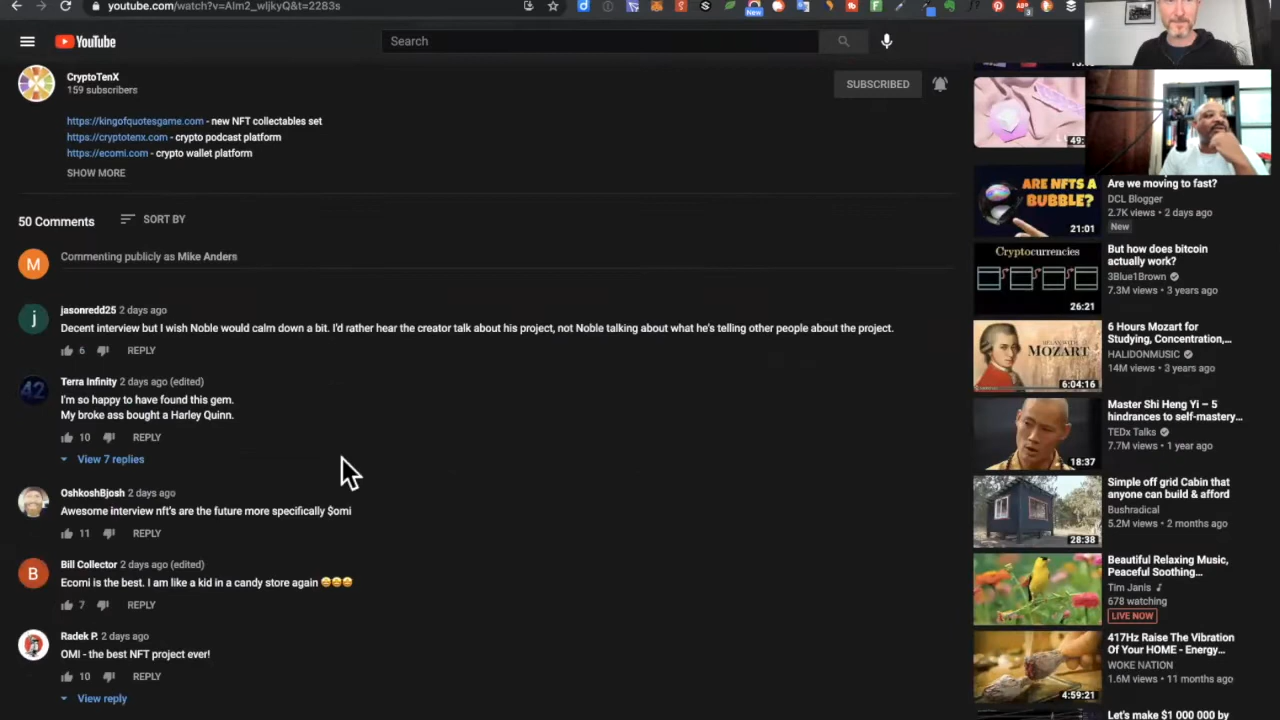 youtube.com/watch?v=AIm2_wljkyQ&t=2283s
New
3
YouTube
Search
CryptoTenX
159 subscribers
SUBSCRIBED
https://kingofquotesgame.com - new NFT collectables set
https://cryptotenx.com - crypto podcast platform
https://ecomi.com - crypto wallet platform
SHOW MORE
50 Comments
SORT BY
M
Commenting publicly as Mike Anders
j
jasonredd25 2 days ago
Decent interview but I wish Noble would calm down a bit. I'd rather hear the creator talk about his project, not Noble talking about what he's telling other people about the project.
6
REPLY
42
Terra Infinity 2 days ago (edited)
I'm so happy to have found this gem.
My broke ass bought a Harley Quinn.
10
REPLY
View 7 replies
OshkoshBjosh 2 days ago
Awesome interview nft's are the future more specifically $omi
11
REPLY
B
Bill Collector 2 days ago (edited)
Ecomi is the best. I am like a kid in a candy store again 🤩🤩🤩
7
REPLY
Radek P. 2 days ago
OMI - the best NFT project ever!
10
REPLY
View reply
49:
ARE NFTS A
BUBBLE?
21:01
Are we moving to fast?
DCL Blogger
2.7K views • 2 days ago
New
Cryptocurrencies
26:21
But how does bitcoin
actually work?
3Blue1Brown
7.3M views • 3 years ago
RELAX WITH
MOZART
6:04:16
6 Hours Mozart for
Studying, Concentration,...
HALIDONMUSIC
14M views • 3 years ago
18:37
Master Shi Heng Yi – 5
hindrances to self-mastery...
TEDx Talks
7.7M views • 1 year ago
28:38
Simple off grid Cabin that
anyone can build & afford
Bushradical
5.2M views • 2 months ago
Beautiful Relaxing Music,
Peaceful Soothing...
Tim Janis
678 watching
LIVE NOW
4:59:21
417Hz Raise The Vibration
Of Your HOME - Energy...
WOKE NATION
1.6M views • 11 months ago
Let's make $1 000 000 by